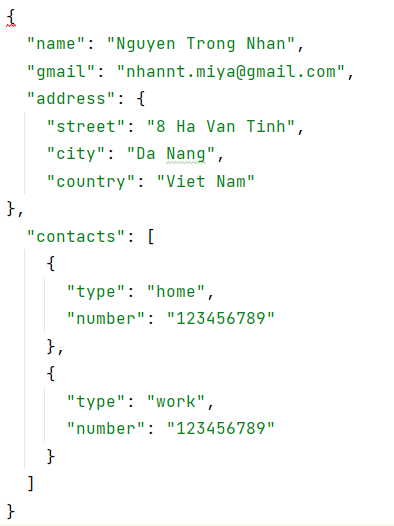 {
  "name": "Nguyen Trong Nhan",
  "gmail": "nhannt.miya@gmail.com",
  "address": {
    "street": "8 Ha Van Tinh",
    "city": "Da Nang",
    "country": "Viet Nam"
},
  "contacts": [
    {
      "type": "home",
      "number": "123456789"
    },
    {
      "type": "work",
      "number": "123456789"
    }
  ]
}